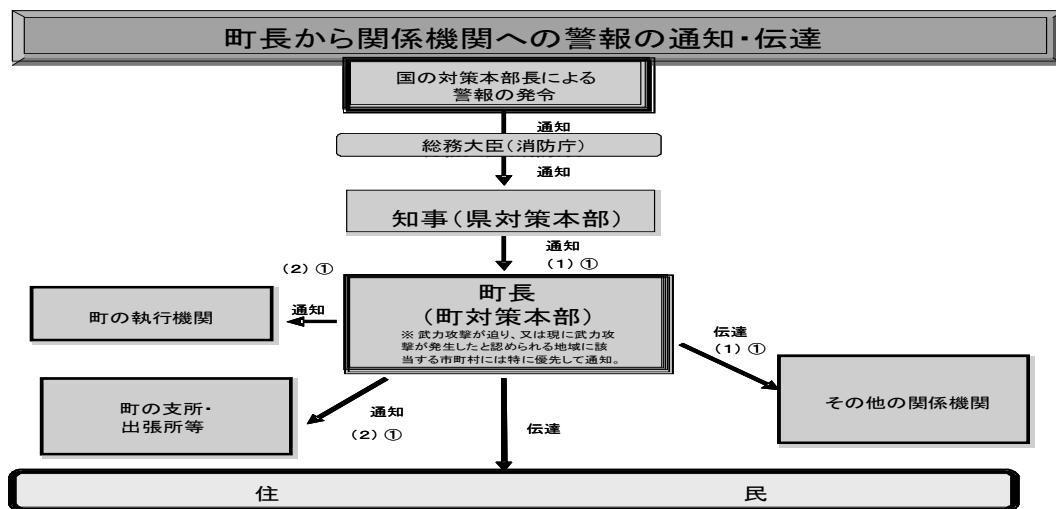 町長から関係機関への警報の通知・伝達
国の対策本部長による
警報の発令
通知
総務大臣(消防庁)
通知
知事(県対策本部)
通知
(1)①
(2)①
町長
(町対策本部)
※ 武力攻撃が迫り、又は現に武力攻
撃が発生したと認められる地域に該
当する市町村には特に優先して通知。
通知
町の執行機関
伝達
(1)①
町の支所・
出張所等
通知
(2)①
伝達
その他の関係機関
住 民